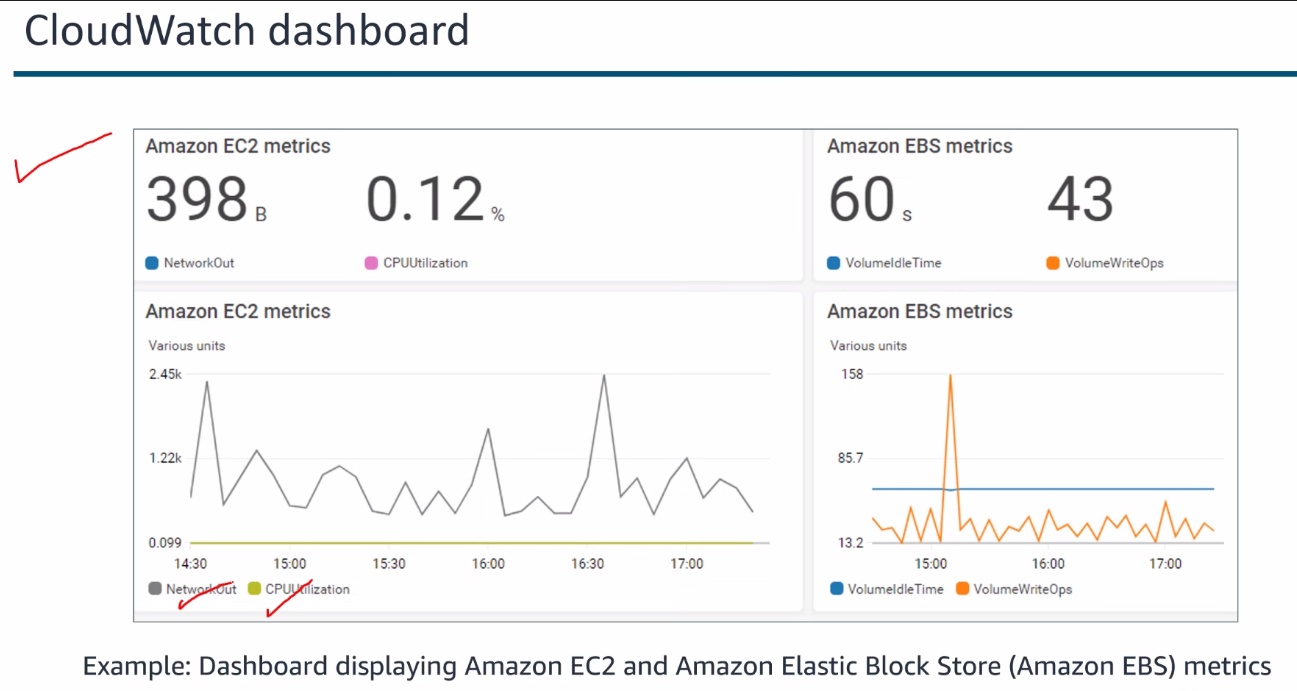 CloudWatch dashboard
Amazon EC2 metrics
398 B 0.12 %
NetworkOut CPUUtilization
Amazon EBS metrics
60 s 43
VolumeIdleTime VolumeWriteOps
Amazon EC2 metrics
Various units
2.45k
1.22k
0.099
14:30 15:00 15:30 16:00 16:30 17:00
NetworkOut CPUUtilization
Amazon EBS metrics
Various units
158
85.7
13.2
15:00 16:00 17:00
VolumeIdleTime VolumeWriteOps
Example: Dashboard displaying Amazon EC2 and Amazon Elastic Block Store (Amazon EBS) metrics